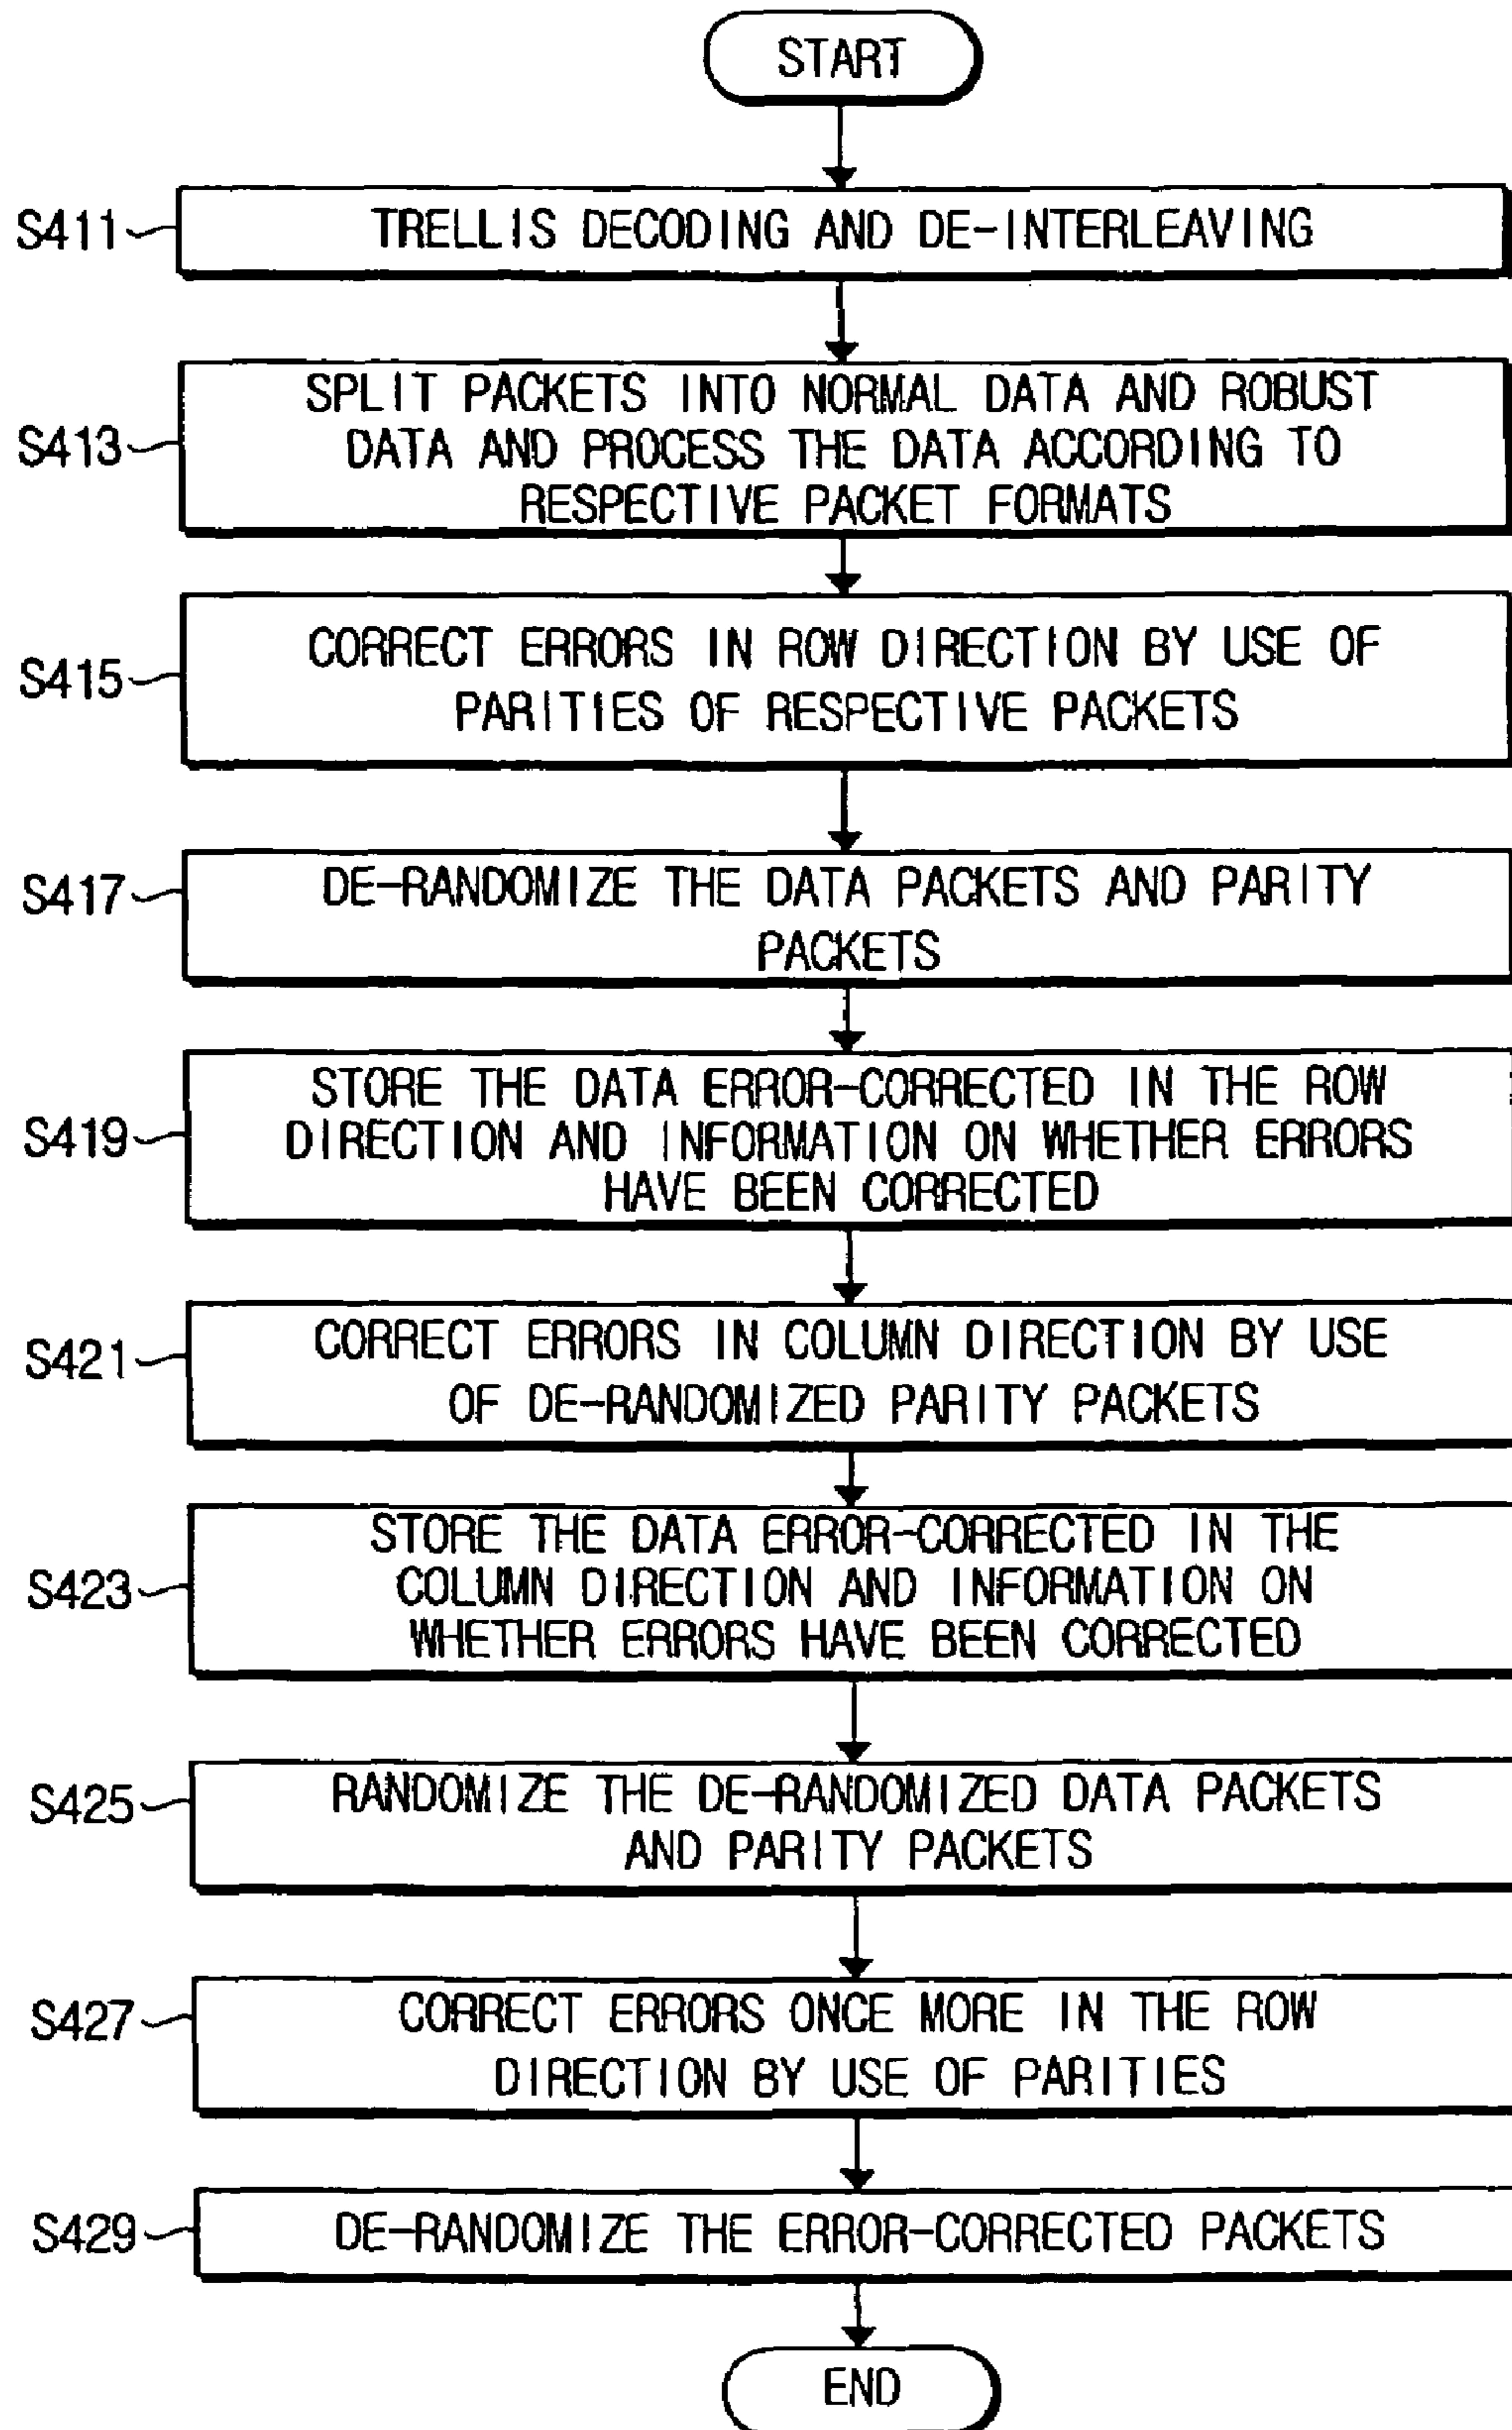 START
S411
TRELLIS DECODING AND DE-INTERLEAVING
S413
SPLIT PACKETS INTO NORMAL DATA AND ROBUST
DATA AND PROCESS THE DATA ACCORDING TO
RESPECTIVE PACKET FORMATS
S415
CORRECT ERRORS IN ROW DIRECTION BY USE OF
PARITIES OF RESPECTIVE PACKETS
S417
DE-RANDOMIZE THE DATA PACKETS AND PARITY
PACKETS
S419
STORE THE DATA ERROR-CORRECTED IN THE ROW
DIRECTION AND INFORMATION ON WHETHER ERRORS
HAVE BEEN CORRECTED
S421
CORRECT ERRORS IN COLUMN DIRECTION BY USE
OF DE-RANDOMIZED PARITY PACKETS
S423
STORE THE DATA ERROR-CORRECTED IN THE
COLUMN DIRECTION AND INFORMATION ON
WHETHER ERRORS HAVE BEEN CORRECTED
S425
RANDOMIZE THE DE-RANDOMIZED DATA PACKETS
AND PARITY PACKETS
S427
CORRECT ERRORS ONCE MORE IN THE ROW
DIRECTION BY USE OF PARITIES
S429
DE-RANDOMIZE THE ERROR-CORRECTED PACKETS
END